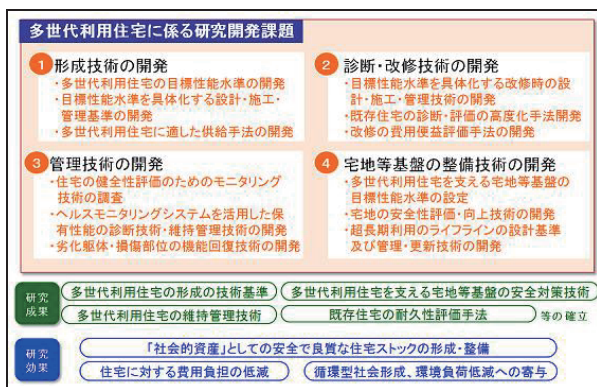 多世代利用住宅に係る研究開発課題
1 形成技術の開発
・多世代利用住宅の目標性能水準の開発
・目標性能水準を具体化する設計・施工・
管理基準の開発
・多世代利用住宅に適した供給手法の開発
2 診断・改修技術の開発
・目標性能水準を具体化する改修時の設
計・施工・管理技術の開発
・既存住宅の診断・評価の高度化手法開発
・改修の費用便益評価手法の開発
3 管理技術の開発
・住宅の健全性評価のためのモニタリング
技術の調査
・ヘルスモニタリングシステムを活用した保
有性能の診断技術・維持管理技術の開発
・劣化躯体・損傷部位の機能回復技術の開発
4 宅地等基盤の整備技術の開発
・多世代利用住宅を支える宅地等基盤の
目標性能水準の設定
・宅地の安全性評価・向上技術の開発
・超長期利用のライフラインの設計基準
及び管理・更新技術の開発
研究
成果
多世代利用住宅の形成の技術基準
多世代利用住宅を支える宅地等基盤の安全対策技術
多世代利用住宅の維持管理技術
既存住宅の耐久性評価手法
等の確立
研究
効果
「社会的資産」としての安全で良質な住宅ストックの形成・整備
住宅に対する費用負担の低減
循環型社会形成、環境負荷低減への寄与